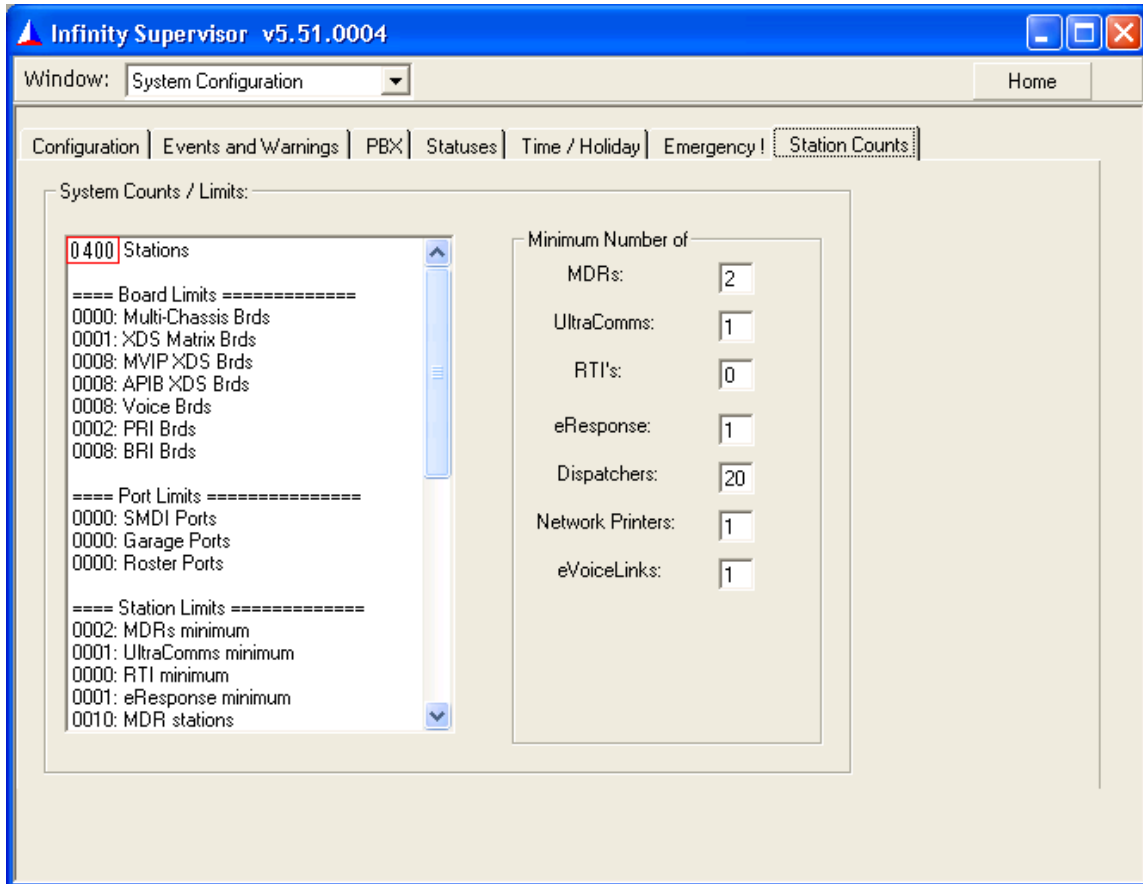 Infinity Supervisor v5.51.0004
Window: System Configuration Home
Configuration Events and Warnings PBX Statuses Time / Holiday Emergency ! Station Counts
System Counts / Limits:
0400 Stations
==== Board Limits =============
0000: Multi-Chassis Brds
0001: XDS Matrix Brds
0008: MVIP XDS Brds
0008: APIB XDS Brds
0008: Voice Brds
0002: PRI Brds
0008: BRI Brds
==== Port Limits ===============
0000: SMDI Ports
0000: Garage Ports
0000: Roster Ports
==== Station Limits =============
0002: MDRs minimum
0001: UltraComms minimum
0000: RTI minimum
0001: eResponse minimum
0010: MDR stations
Minimum Number of
MDRs: 2
UltraComms: 1
RTI's: 0
eResponse: 1
Dispatchers: 20
Network Printers: 1
eVoiceLinks: 1